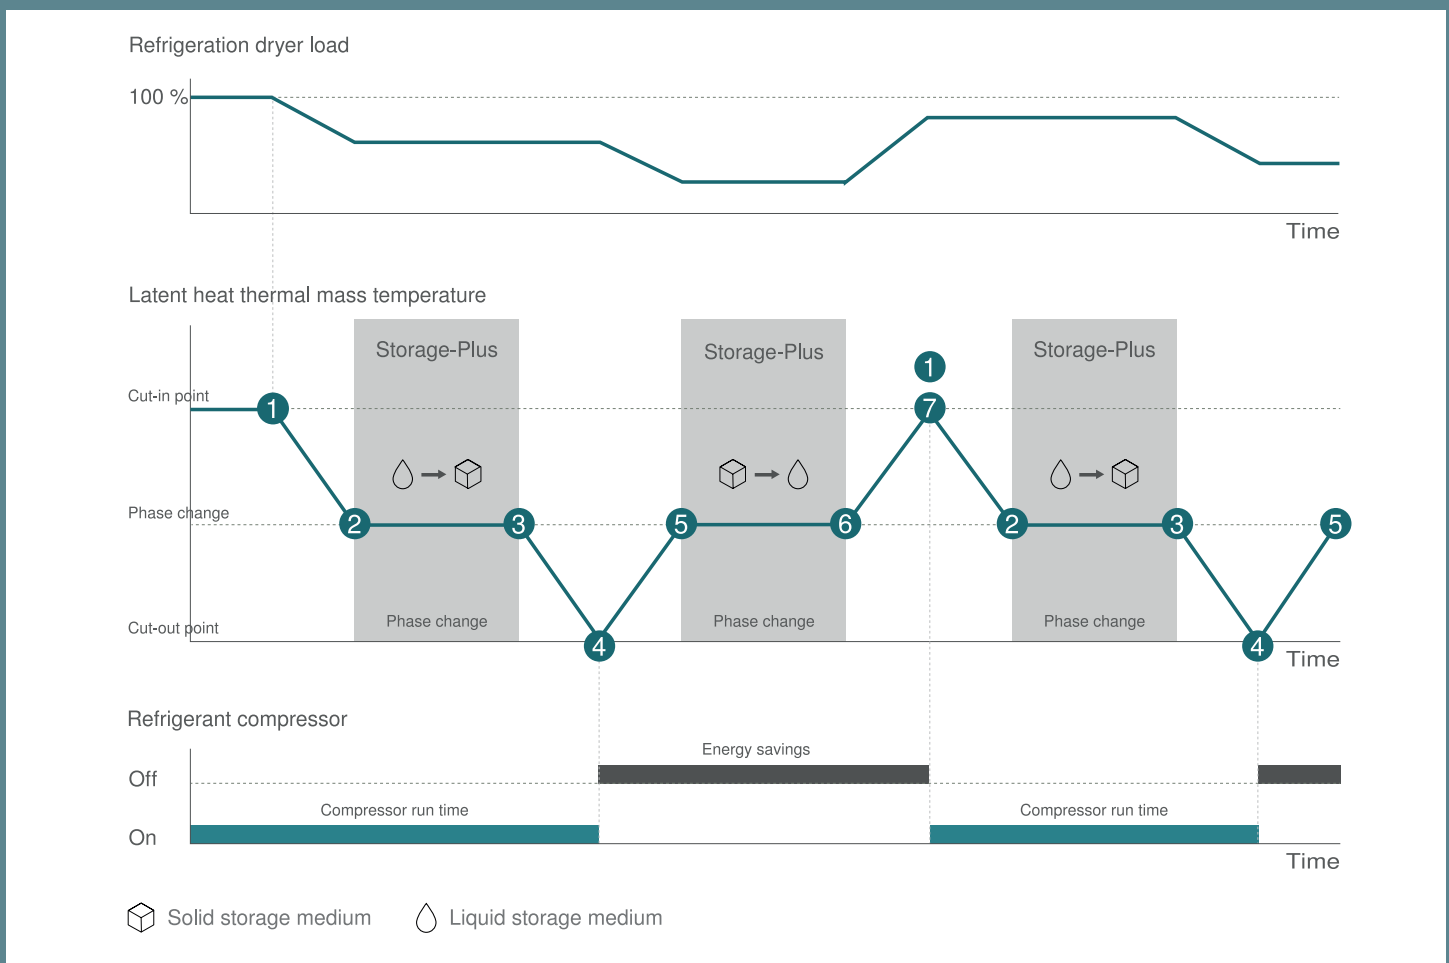 Refrigeration dryer load
100 %
Time
Latent heat thermal mass temperature
Storage-Plus
Storage-Plus
Storage-Plus
1
Cut-in point
1
7
Phase change
2
3
5
6
2
3
5
Cut-out point
Phase change
Phase change
Phase change
4
4
Time
Refrigerant compressor
Energy savings
Off
Compressor run time
Compressor run time
On
Time
Solid storage medium
Liquid storage medium